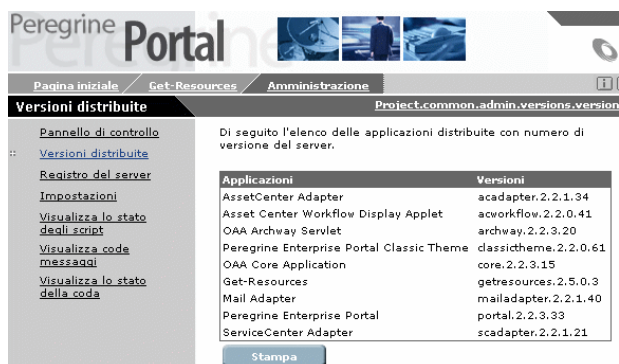 Peregrine Portal
Pagina iniziale Get-Resources Amministrazione
Versioni distribuite Project.common.admin.versions.version
Pannello di controllo
Versioni distribuite
Registro del server
Impostazioni
Visualizza lo stato
degli script
Visualizza code
messaggi
Visualizza lo stato
della coda
Di seguito l'elenco delle applicazioni distribuite con numero di
versione del server.
Applicazioni Versioni
AssetCenter Adapter acadapter.2.2.1.34
Asset Center Workflow Display Applet acworkflow.2.2.0.41
OAA Archway Servlet archway.2.2.3.20
Peregrine Enterprise Portal Classic Theme classictheme.2.2.0.61
OAA Core Application core.2.2.3.15
Get-Resources getresources.2.5.0.3
Mail Adapter mailadapter.2.2.1.40
Peregrine Enterprise Portal portal.2.2.3.33
ServiceCenter Adapter scadapter.2.2.1.21
Stampa